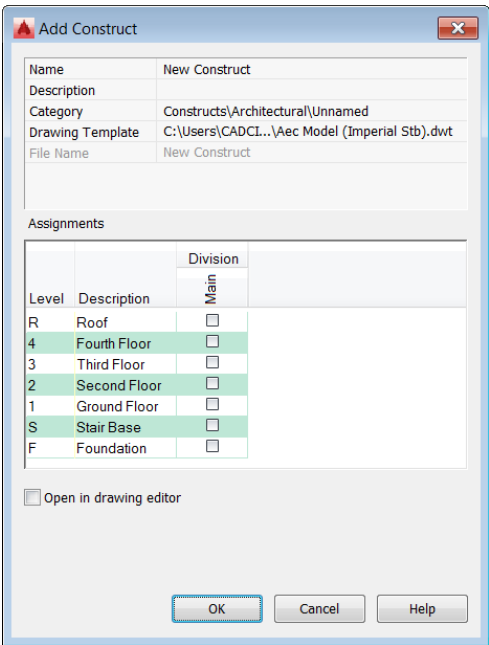 Add Construct
Name New Construct
Description
Category Constructs\Architectural\Unnamed
Drawing Template C:\Users\CADCI...\Aec Model (Imperial Stb).dwt
File Name New Construct
Assignments
Division
Level Description Main
R Roof
4 Fourth Floor
3 Third Floor
2 Second Floor
1 Ground Floor
S Stair Base
F Foundation
Open in drawing editor
OK Cancel Help